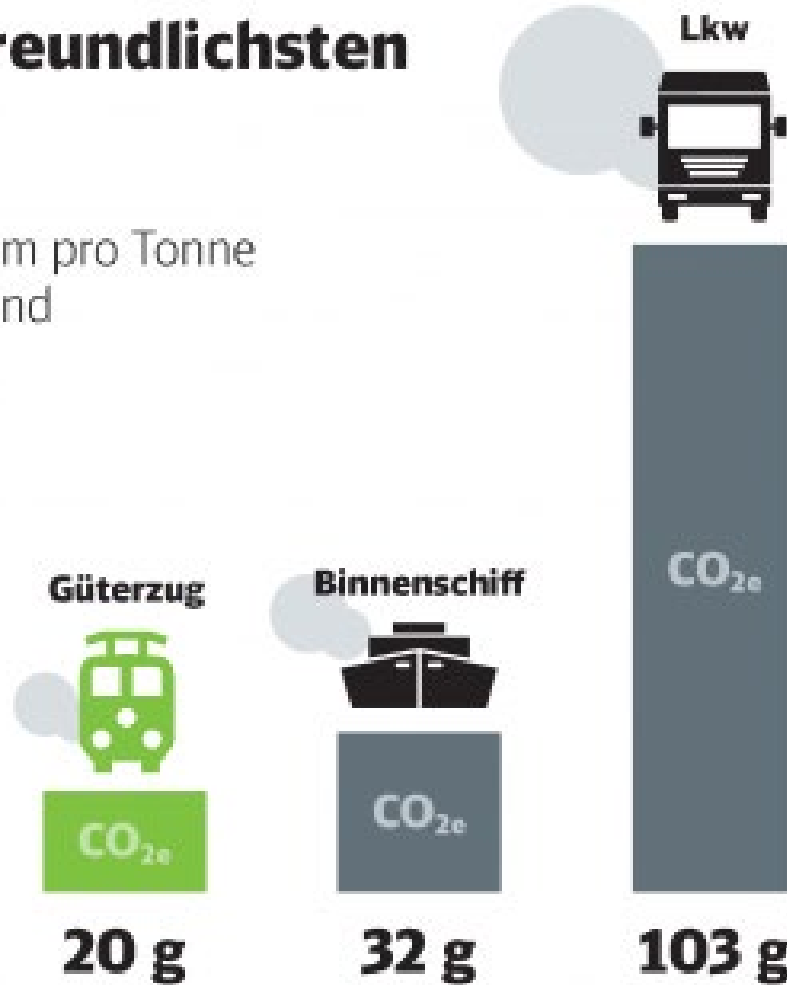 reundlichsten
m pro Tonne
nd
Lkw
Güterzug
Binnenschiff
CO2e
CO2e
CO2e
20 g
32 g
103 g